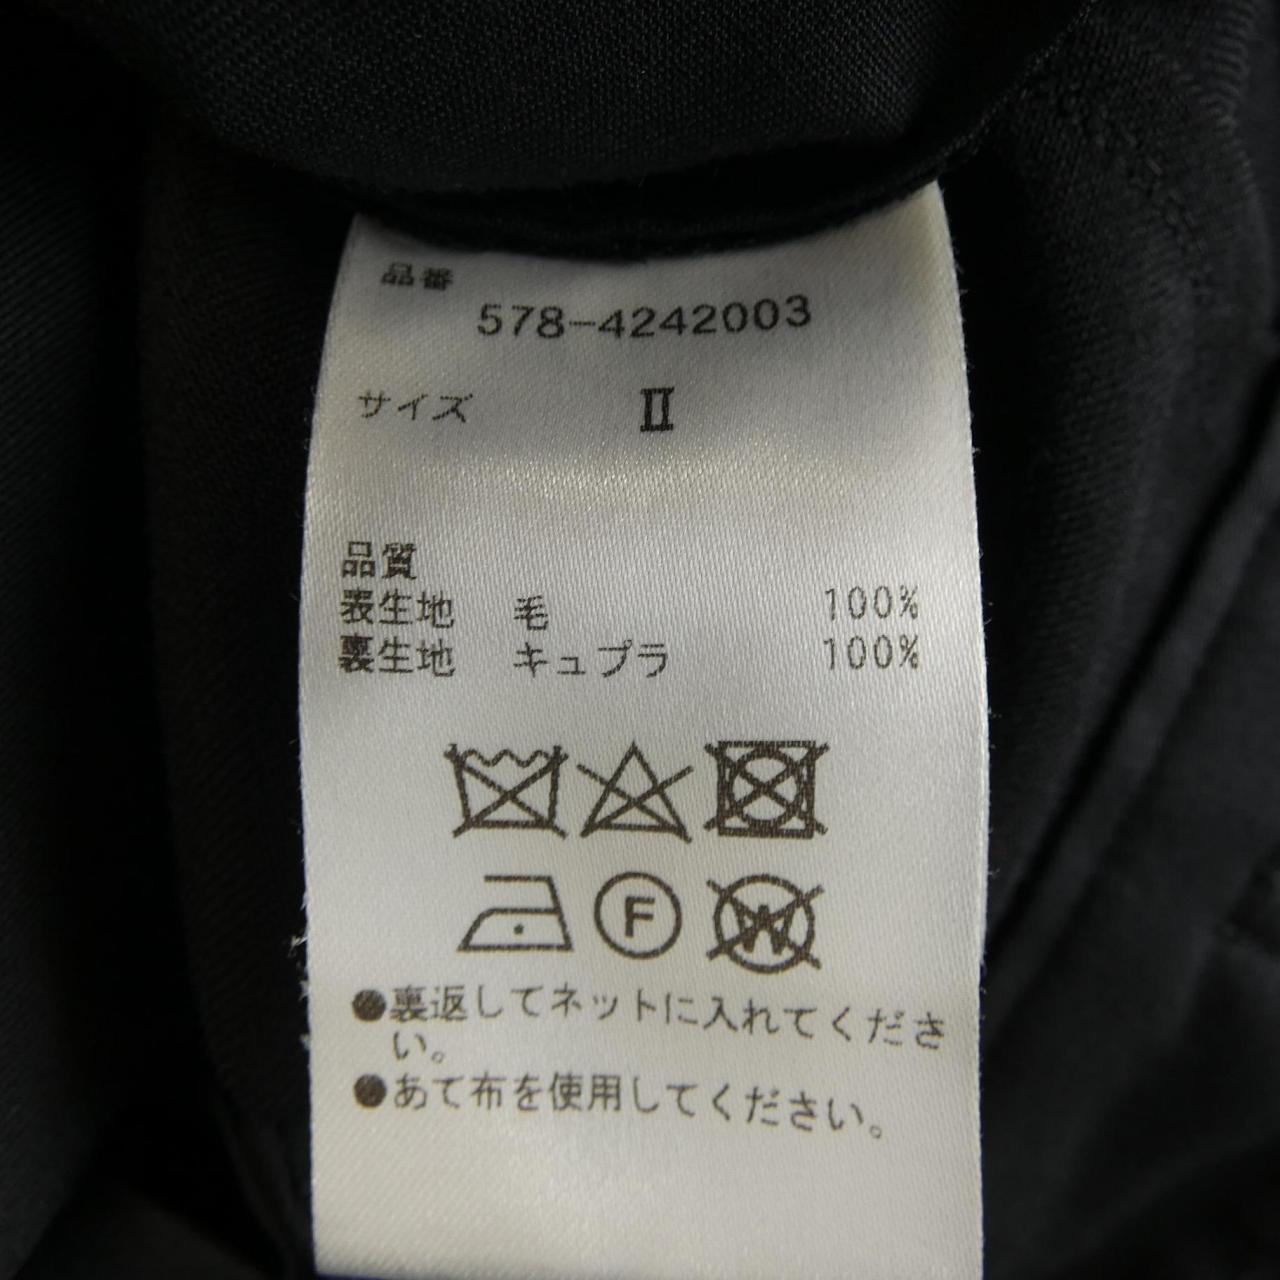 品番
578-4242003
サイズ Ⅱ
品質
表生地 毛 100%
裏生地 キュプラ 100%
F W
●裏返してネットに入れてくださ
い。
●あて布を使用してください。